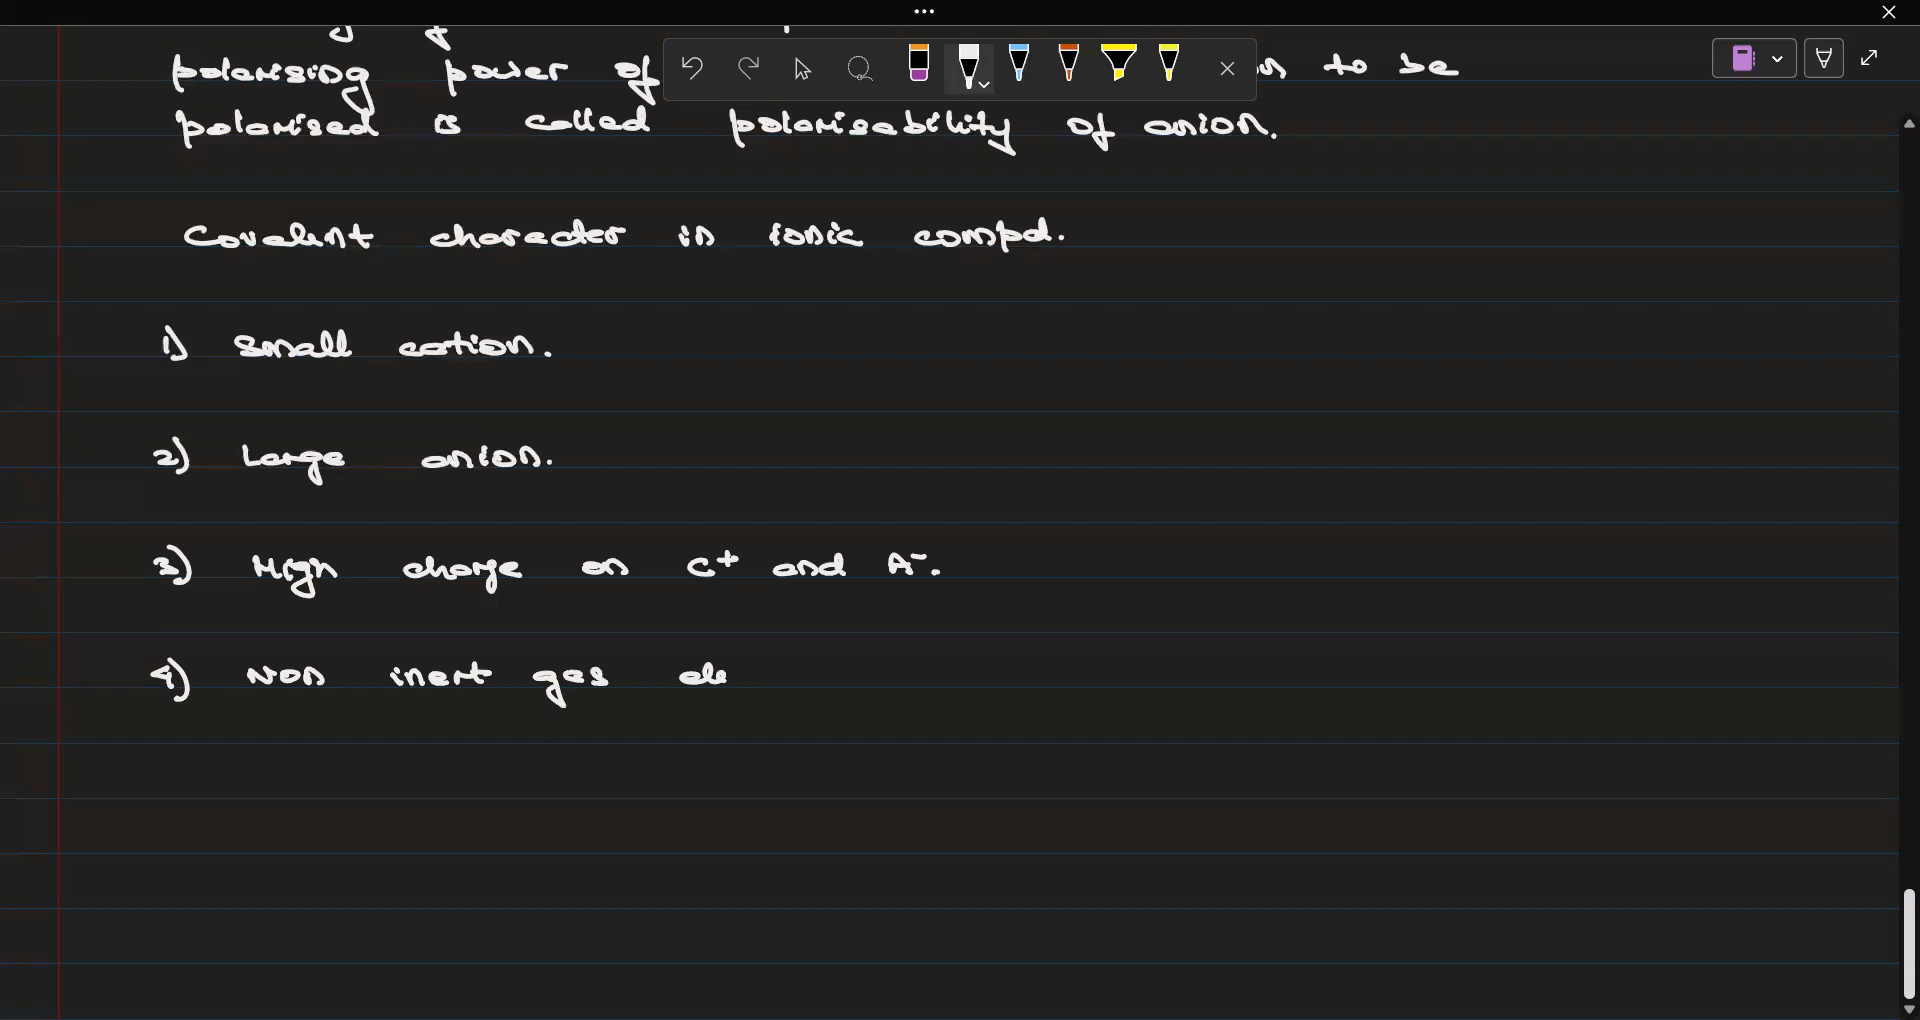 polarising power of to be
polarised is called polarisability of anion.
Covalent character in ionic compd.
1) Small cation.
2) Large anion.
3) High charge on C+ and A-.
4) Non inert gas ele